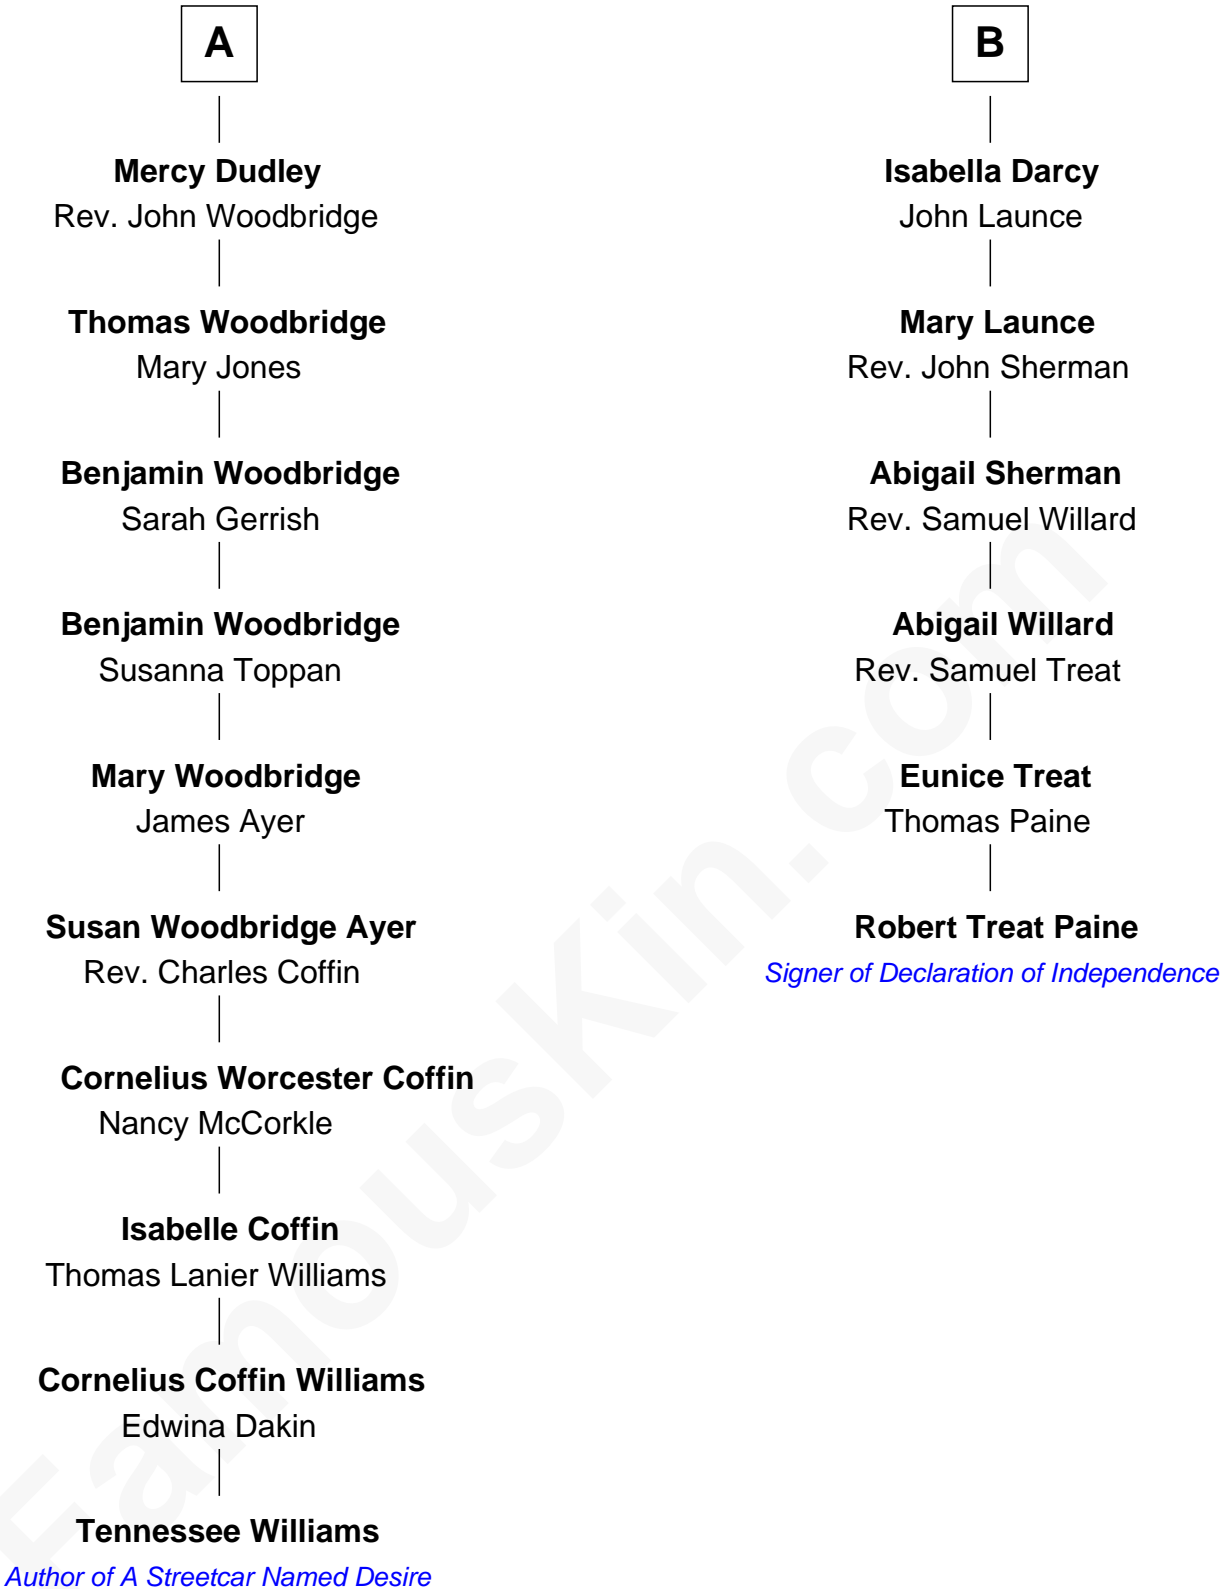 A
Mercy Dudley
Rev. John Woodbridge
Thomas Woodbridge
Mary Jones
Benjamin Woodbridge
Sarah Gerrish
Benjamin Woodbridge
Susanna Toppan
Mary Woodbridge
James Ayer
Susan Woodbridge Ayer
Rev. Charles Coffin
Cornelius Worcester Coffin
Nancy McCorkle
Isabelle Coffin
Thomas Lanier Williams
Cornelius Coffin Williams
Edwina Dakin
Tennessee Williams
Author of A Streetcar Named Desire
B
Isabella Darcy
John Launce
Mary Launce
Rev. John Sherman
Abigail Sherman
Rev. Samuel Willard
Abigail Willard
Rev. Samuel Treat
Eunice Treat
Thomas Paine
Robert Treat Paine
Signer of Declaration of Independence
FamousKin.com